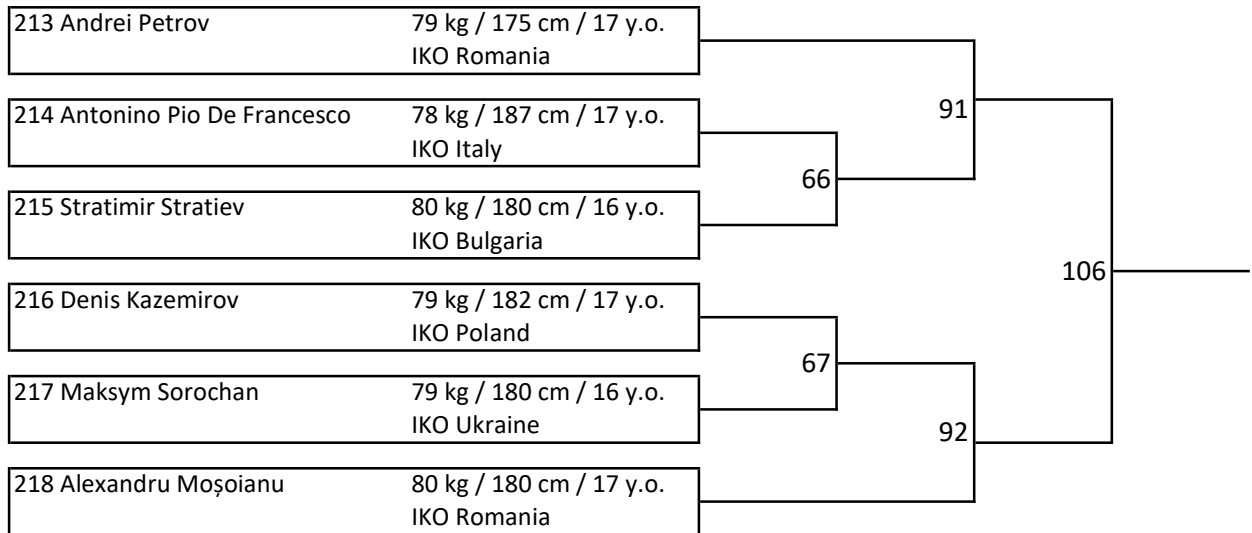 213 Andrei Petrov 79 kg / 175 cm / 17 y.o.
IKO Romania
91
214 Antonino Pio De Francesco 78 kg / 187 cm / 17 y.o.
IKO Italy
66
215 Stratimir Stratiev 80 kg / 180 cm / 16 y.o.
IKO Bulgaria
106
216 Denis Kazemirov 79 kg / 182 cm / 17 y.o.
IKO Poland
67
217 Maksym Sorochan 79 kg / 180 cm / 16 y.o.
IKO Ukraine
92
218 Alexandru Moșoianu 80 kg / 180 cm / 17 y.o.
IKO Romania